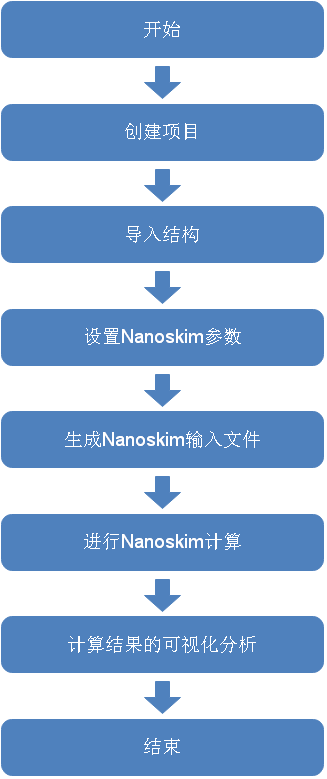 开始
创建项目
导入结构
设置Nanoskim参数
生成Nanoskim输入文件
进行Nanoskim计算
计算结果的可视化分析
结束